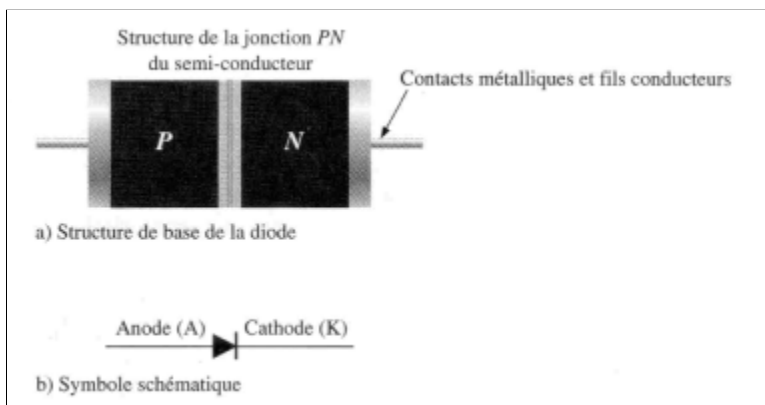 Structure de la jonction PN
du semi-conducteur
Contacts métalliques et fils conducteurs
P
N
a) Structure de base de la diode
Anode (A)
Cathode (K)
b) Symbole schématique